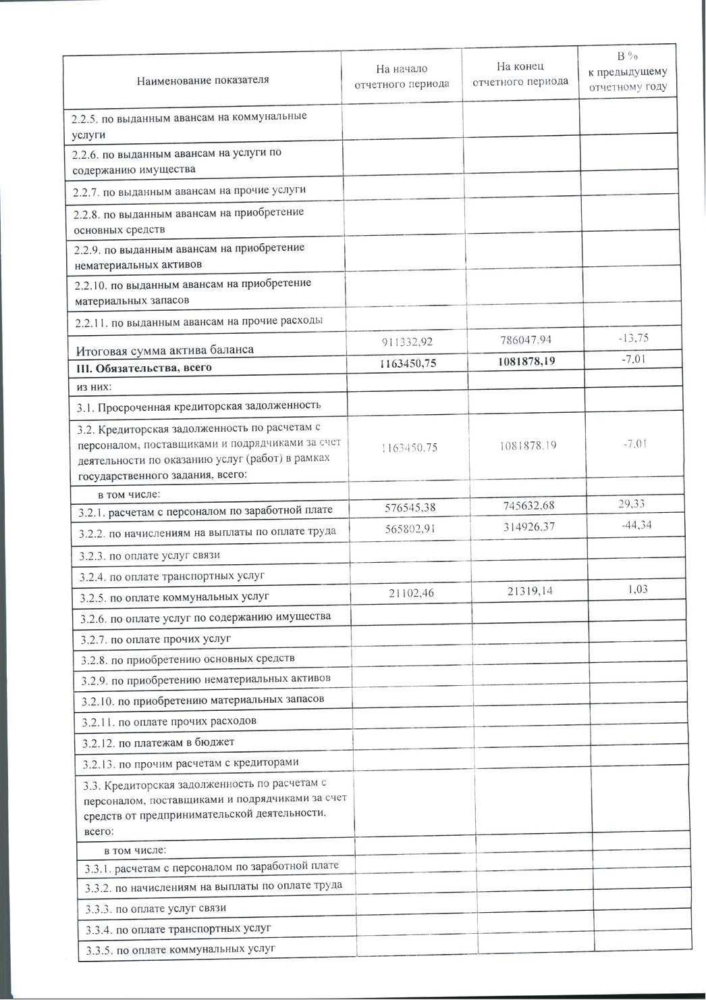 Наименование показателя
На начало
отчетного периода
На конец
отчетного периода
В %
к предыдущему
отчетному году
2.2.5. по выданным авансам на коммунальные
услуги
2.2.6. по выданным авансам на услуги по
содержанию имущества
2.2.7. по выданным авансам на прочие услуги
2.2.8. по выданным авансам на приобретение
основных средств
2.2.9. по выданным авансам на приобретение
нематериальных активов
2.2.10. по выданным авансам на приобретение
материальных запасов
2.2.11. по выданным авансам на прочие расходы
Итоговая сумма актива баланса 911332,92 786047,94 -13,75
III. Обязательства, всего 1163450,75 1081878,19 -7,01
из них:
3.1. Просроченная кредиторская задолженность
3.2. Кредиторская задолженность по расчетам с
персоналом, поставщиками и подрядчиками за счет
деятельности по оказанию услуг (работ) в рамках
государственного задания, всего:
1163450,75 1081878,19 -7,01
в том числе:
3.2.1. расчетам с персоналом по заработной плате 576545,38 745632,68 29,33
3.2.2. по начислениям на выплаты по оплате труда 565802,91 314926,37 -44,34
3.2.3. по оплате услуг связи
3.2.4. по оплате транспортных услуг
3.2.5. по оплате коммунальных услуг 21102,46 21319,14 1,03
3.2.6. по оплате услуг по содержанию имущества
3.2.7. по оплате прочих услуг
3.2.8. по приобретению основных средств
3.2.9. по приобретению нематериальных активов
3.2.10. по приобретению материальных запасов
3.2.11. по оплате прочих расходов
3.2.12. по платежам в бюджет
3.2.13. по прочим расчетам с кредиторами
3.3. Кредиторская задолженность по расчетам с
персоналом, поставщиками и подрядчиками за счет
средств от предпринимательской деятельности,
всего:
в том числе:
3.3.1. расчетам с персоналом по заработной плате
3.3.2. по начислениям на выплаты по оплате труда
3.3.3. по оплате услуг связи
3.3.4. по оплате транспортных услуг
3.3.5. по оплате коммунальных услуг